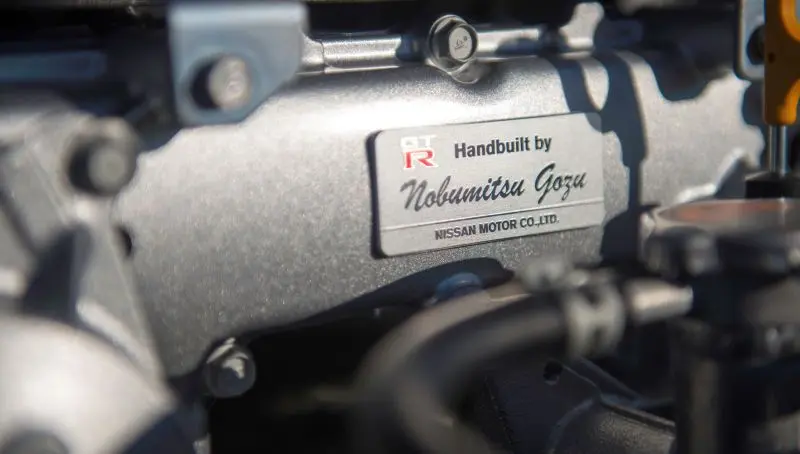 GT
R Handbuilt by
Nobumitsu Gozu
NISSAN MOTOR CO.,LTD.